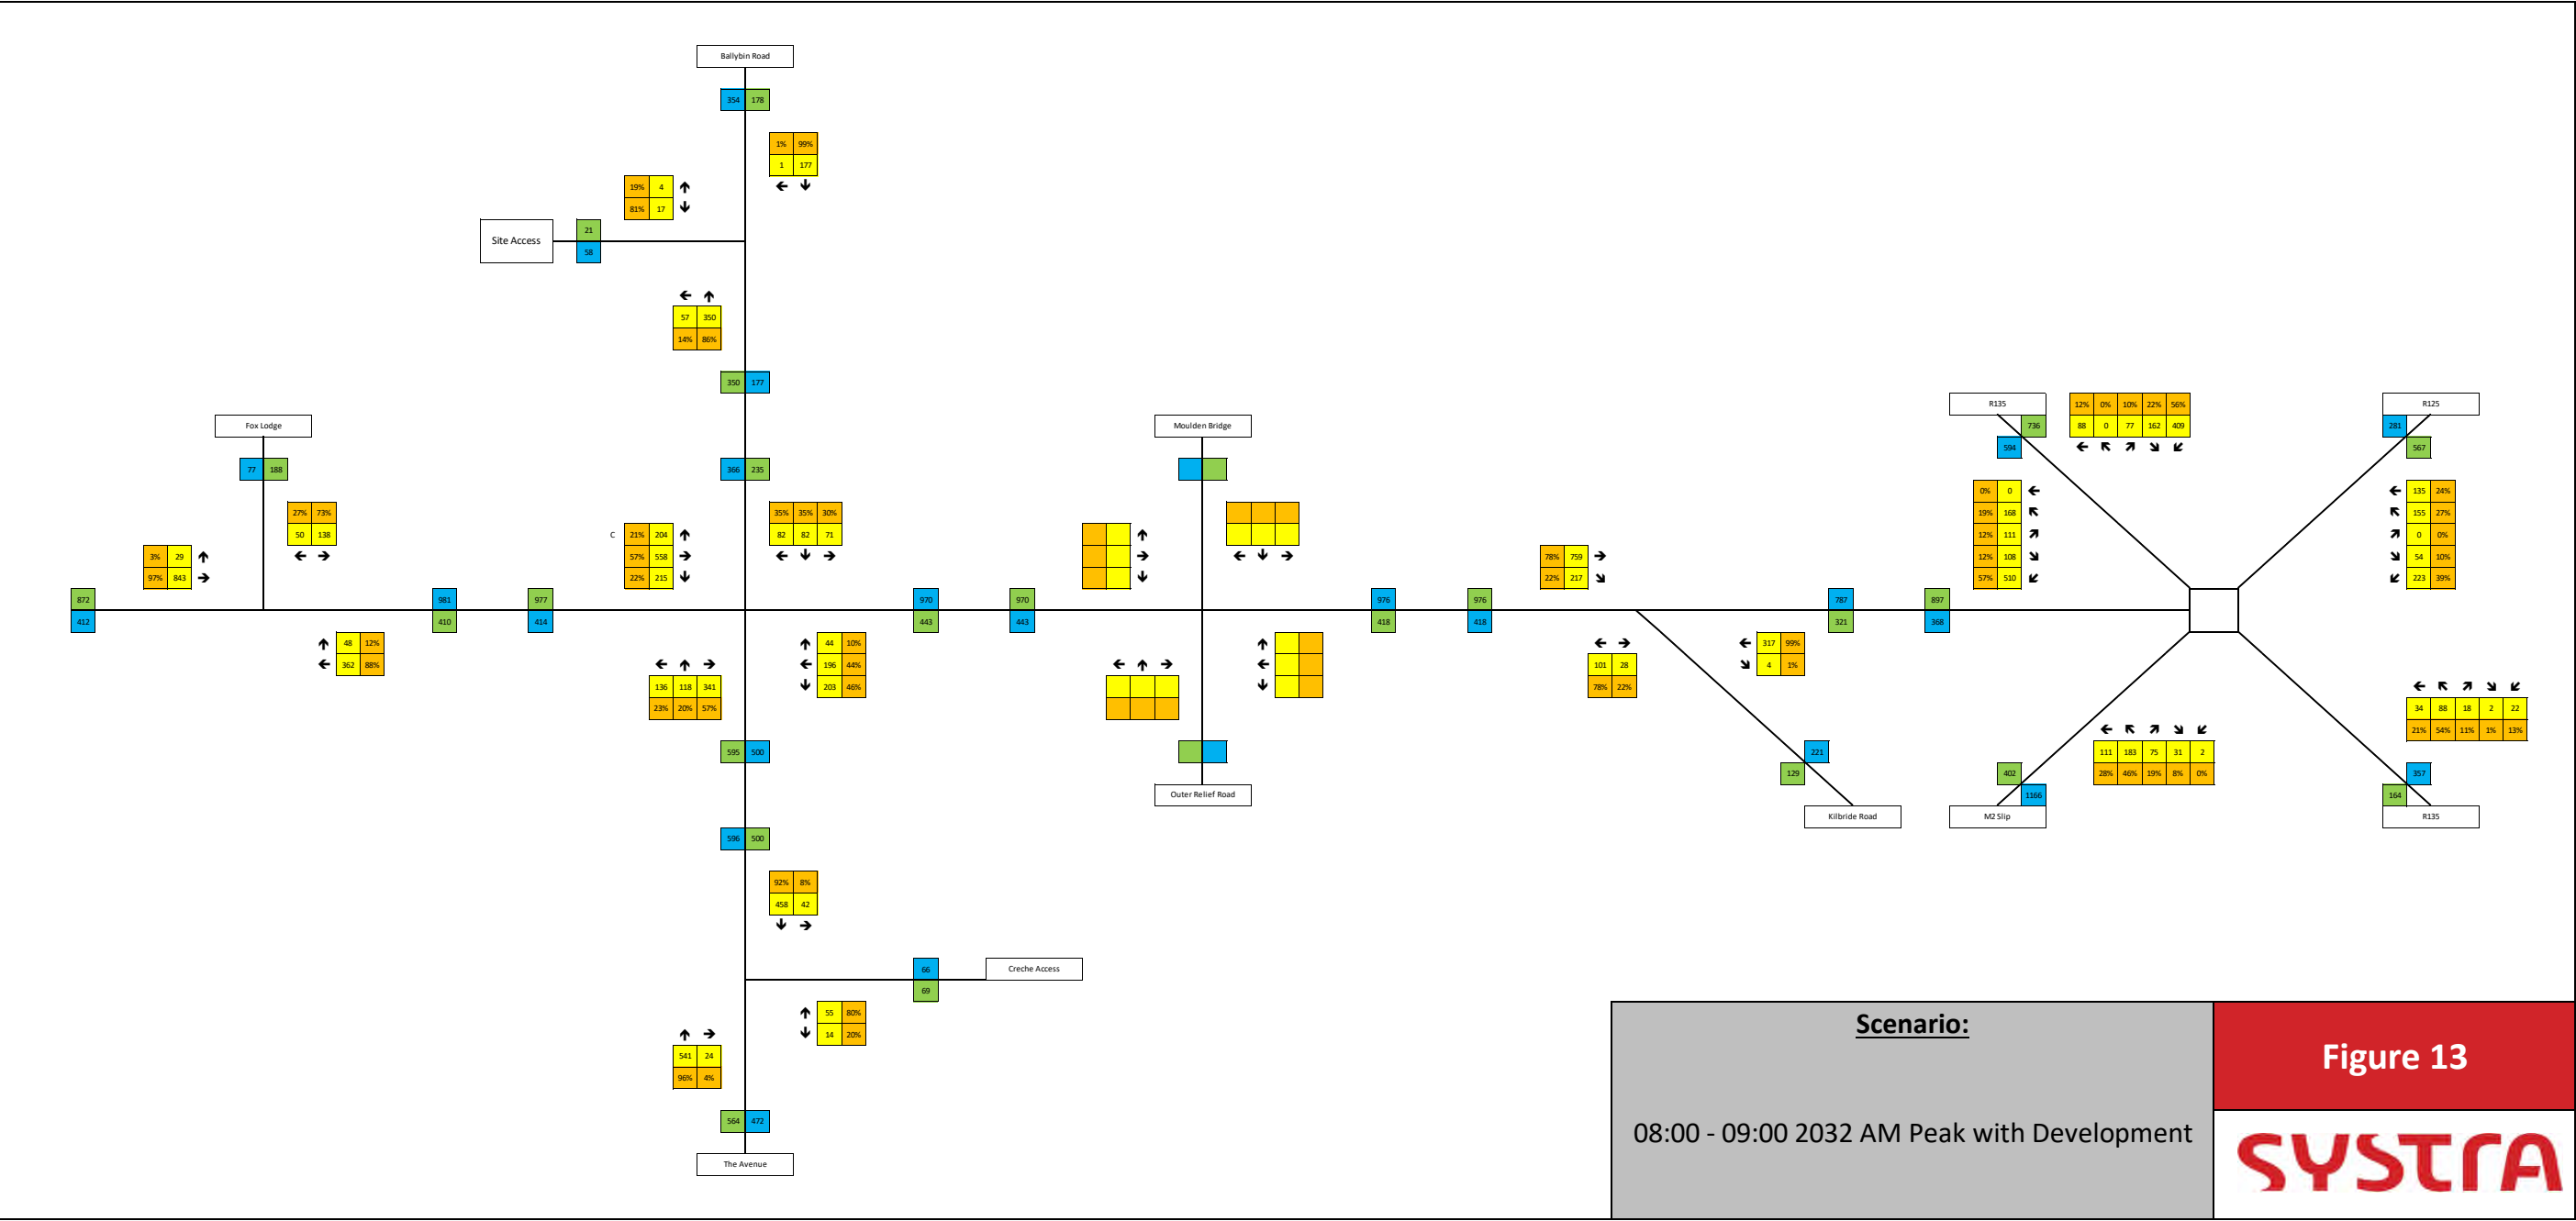 Ballybin Road
354 178
1% 99%
1 177
← ↓
19% 4 ↑
81% 17 ↓
Site Access
21
58
← ↑
57 350
14% 86%
350 177
Fox Lodge
77 188
27% 73%
50 138
← →
3% 29 ↑
97% 843 →
872
412
↑ 48 12%
← 362 88%
981
410
977
414
366 235
C 21% 204 ↑
57% 558 →
22% 215 ↓
35% 35% 30%
82 82 71
← ↓ →
← ↑ →
136 118 341
23% 20% 57%
↑ 44 10%
← 196 44%
↓ 203 46%
970
443
970
443
Moulden Bridge
↑
→
↓
← ↓ →
← ↑ →
↑
←
↓
Outer Relief Road
976
418
976
418
78% 759 →
22% 217 ↘
← →
101 28
78% 22%
← 317 99%
↘ 4 1%
787
321
897
368
221
129
Kilbride Road
R135
736
594
12% 0% 10% 22% 56%
88 0 77 162 409
← ↖ ↗ ↘ ↙
0% 0 ←
19% 168 ↖
12% 111 ↗
12% 108 ↘
57% 510 ↙
R125
281
567
← 135 24%
↖ 155 27%
↗ 0 0%
↘ 54 10%
↙ 223 39%
← ↖ ↗ ↘ ↙
34 88 18 2 22
21% 54% 11% 1% 13%
← ↖ ↗ ↘ ↙
111 183 75 31 2
28% 46% 19% 8% 0%
402
1166
M2 Slip
357
164
R135
595 500
596 500
92% 8%
458 42
↓ →
66
69
Creche Access
↑ 55 80%
↓ 14 20%
↑ →
541 24
96% 4%
564 472
The Avenue
Scenario:
08:00 - 09:00 2032 AM Peak with Development
Figure 13
SYSTRA